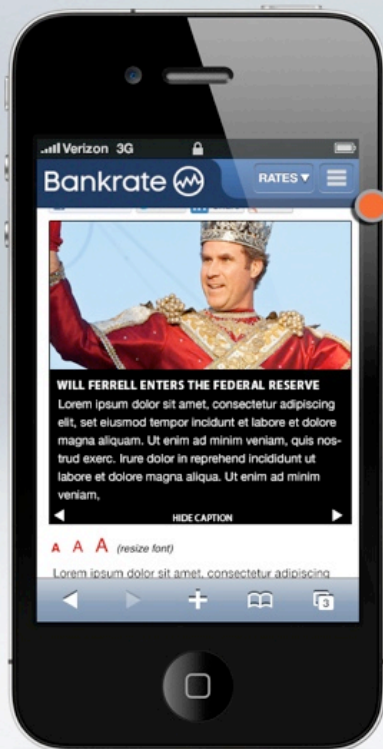 Verizon 3G
Bankrate RATES ▼
WILL FERRELL ENTERS THE FEDERAL RESERVE
Lorem ipsum dolor sit amet, consectetur adipiscing
elit, set eiusmod tempor incidunt et labore et dolore
magna aliquam. Ut enim ad minim veniam, quis nos-
trud exerc. Irure dolor in reprehend incididunt ut
labore et dolore magna aliqua. Ut enim ad minim
veniam,
HIDE CAPTION
A A A (resize font)
Lorem ipsum dolor sit amet, consectetur adipiscing
3